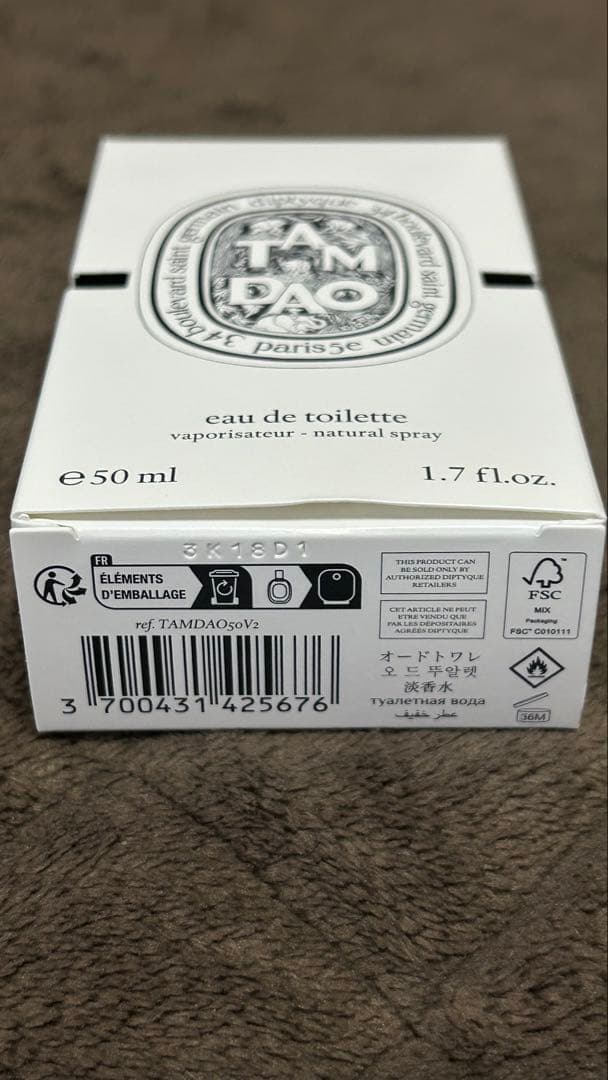 34 boulevard saint germain diptyque 34 boulevard saint germain
paris 5e
TAM
DAO
eau de toilette
vaporisateur - natural spray
℮ 50 ml
1.7 fl.oz.
3K18D1
FR
ÉLÉMENTS
D'EMBALLAGE
ref. TAMDAO50V2
3 700431 425676
THIS PRODUCT CAN
BE SOLD ONLY BY
AUTHORIZED DIPTYQUE
RETAILERS
CET ARTICLE NE PEUT
ETRE VENDU QUE
PAR LES DÉPOSITAIRES
AGRÉÉS DIPTYQUE
オードトワレ
오 드 뚜알렛
淡香水
туалетная вода
عطر خفيف
FSC
MIX
Packaging
FSC® C010111
36M